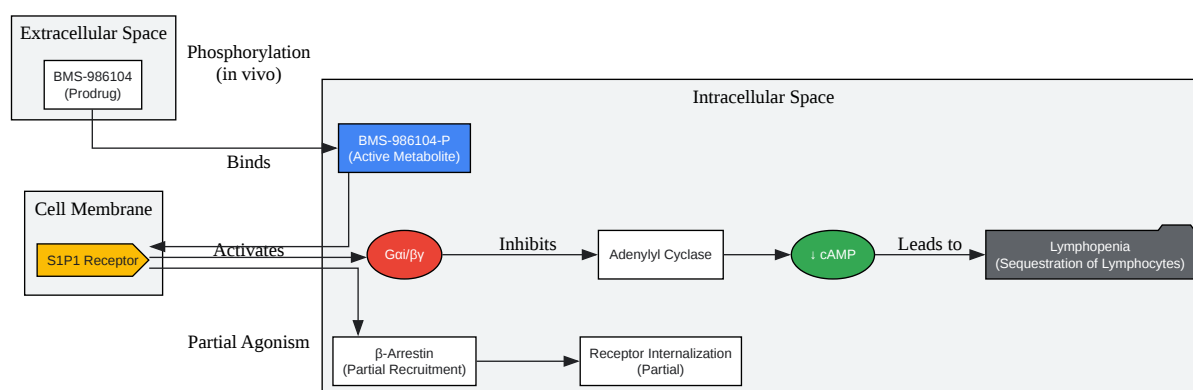 Extracellular Space
BMS-986104
(Prodrug)
Phosphorylation
(in vivo)
Intracellular Space
BMS-986104-P
(Active Metabolite)
Binds
Cell Membrane
S1P1 Receptor
Activates
Gαi/βγ
Inhibits
Adenylyl Cyclase
↓ cAMP
Leads to
Lymphopenia
(Sequestration of Lymphocytes)
Partial Agonism
β-Arrestin
(Partial Recruitment)
Receptor Internalization
(Partial)